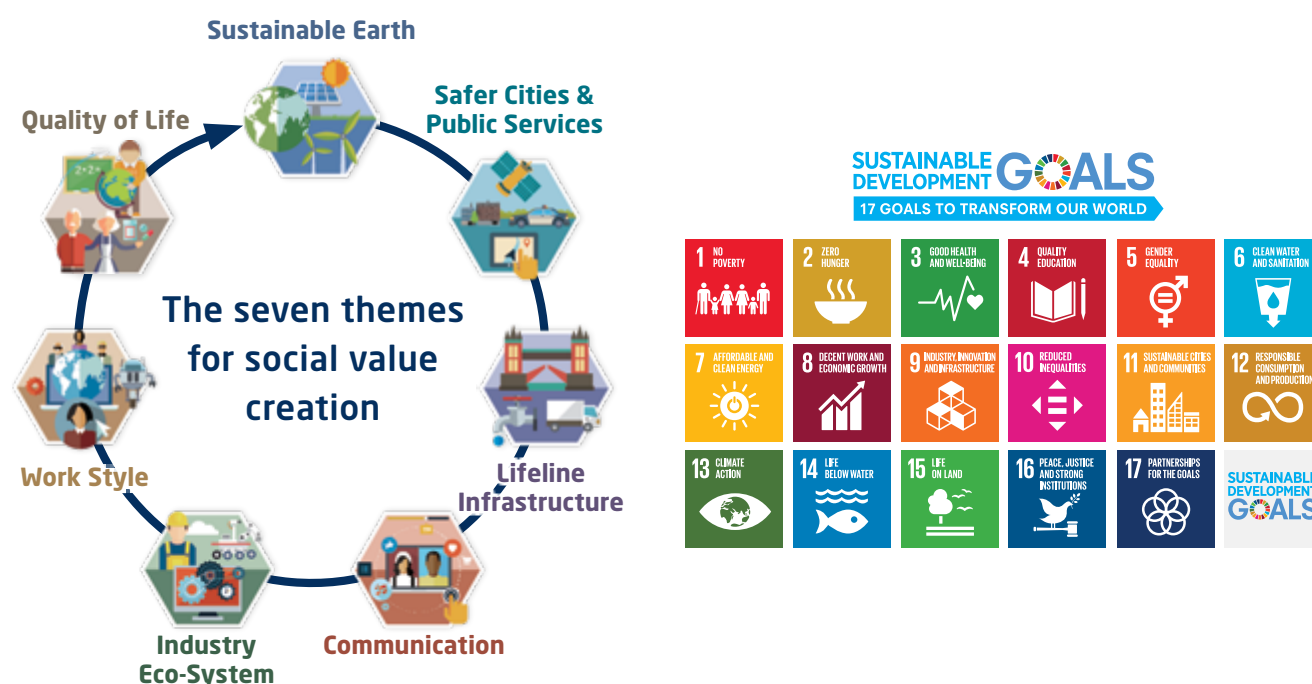 Sustainable Earth
Safer Cities &
Public Services
Quality of Life
2+2=
The seven themes
for social value
creation
Work Style
Lifeline
Infrastructure
Industry
Eco-System
Communication
SUSTAINABLE
DEVELOPMENT
GOALS
17 GOALS TO TRANSFORM OUR WORLD
1 NO
POVERTY
2 ZERO
HUNGER
3 GOOD HEALTH
AND WELL-BEING
4 QUALITY
EDUCATION
5 GENDER
EQUALITY
6 CLEAN WATER
AND SANITATION
7 AFFORDABLE AND
CLEAN ENERGY
8 DECENT WORK AND
ECONOMIC GROWTH
9 INDUSTRY, INNOVATION
AND INFRASTRUCTURE
10 REDUCED
INEQUALITIES
11 SUSTAINABLE CITIES
AND COMMUNITIES
12 RESPONSIBLE
CONSUMPTION
AND PRODUCTION
13 CLIMATE
ACTION
14 LIFE
BELOW WATER
15 LIFE
ON LAND
16 PEACE, JUSTICE
AND STRONG
INSTITUTIONS
17 PARTNERSHIPS
FOR THE GOALS
SUSTAINABLE
DEVELOPMENT
GOALS